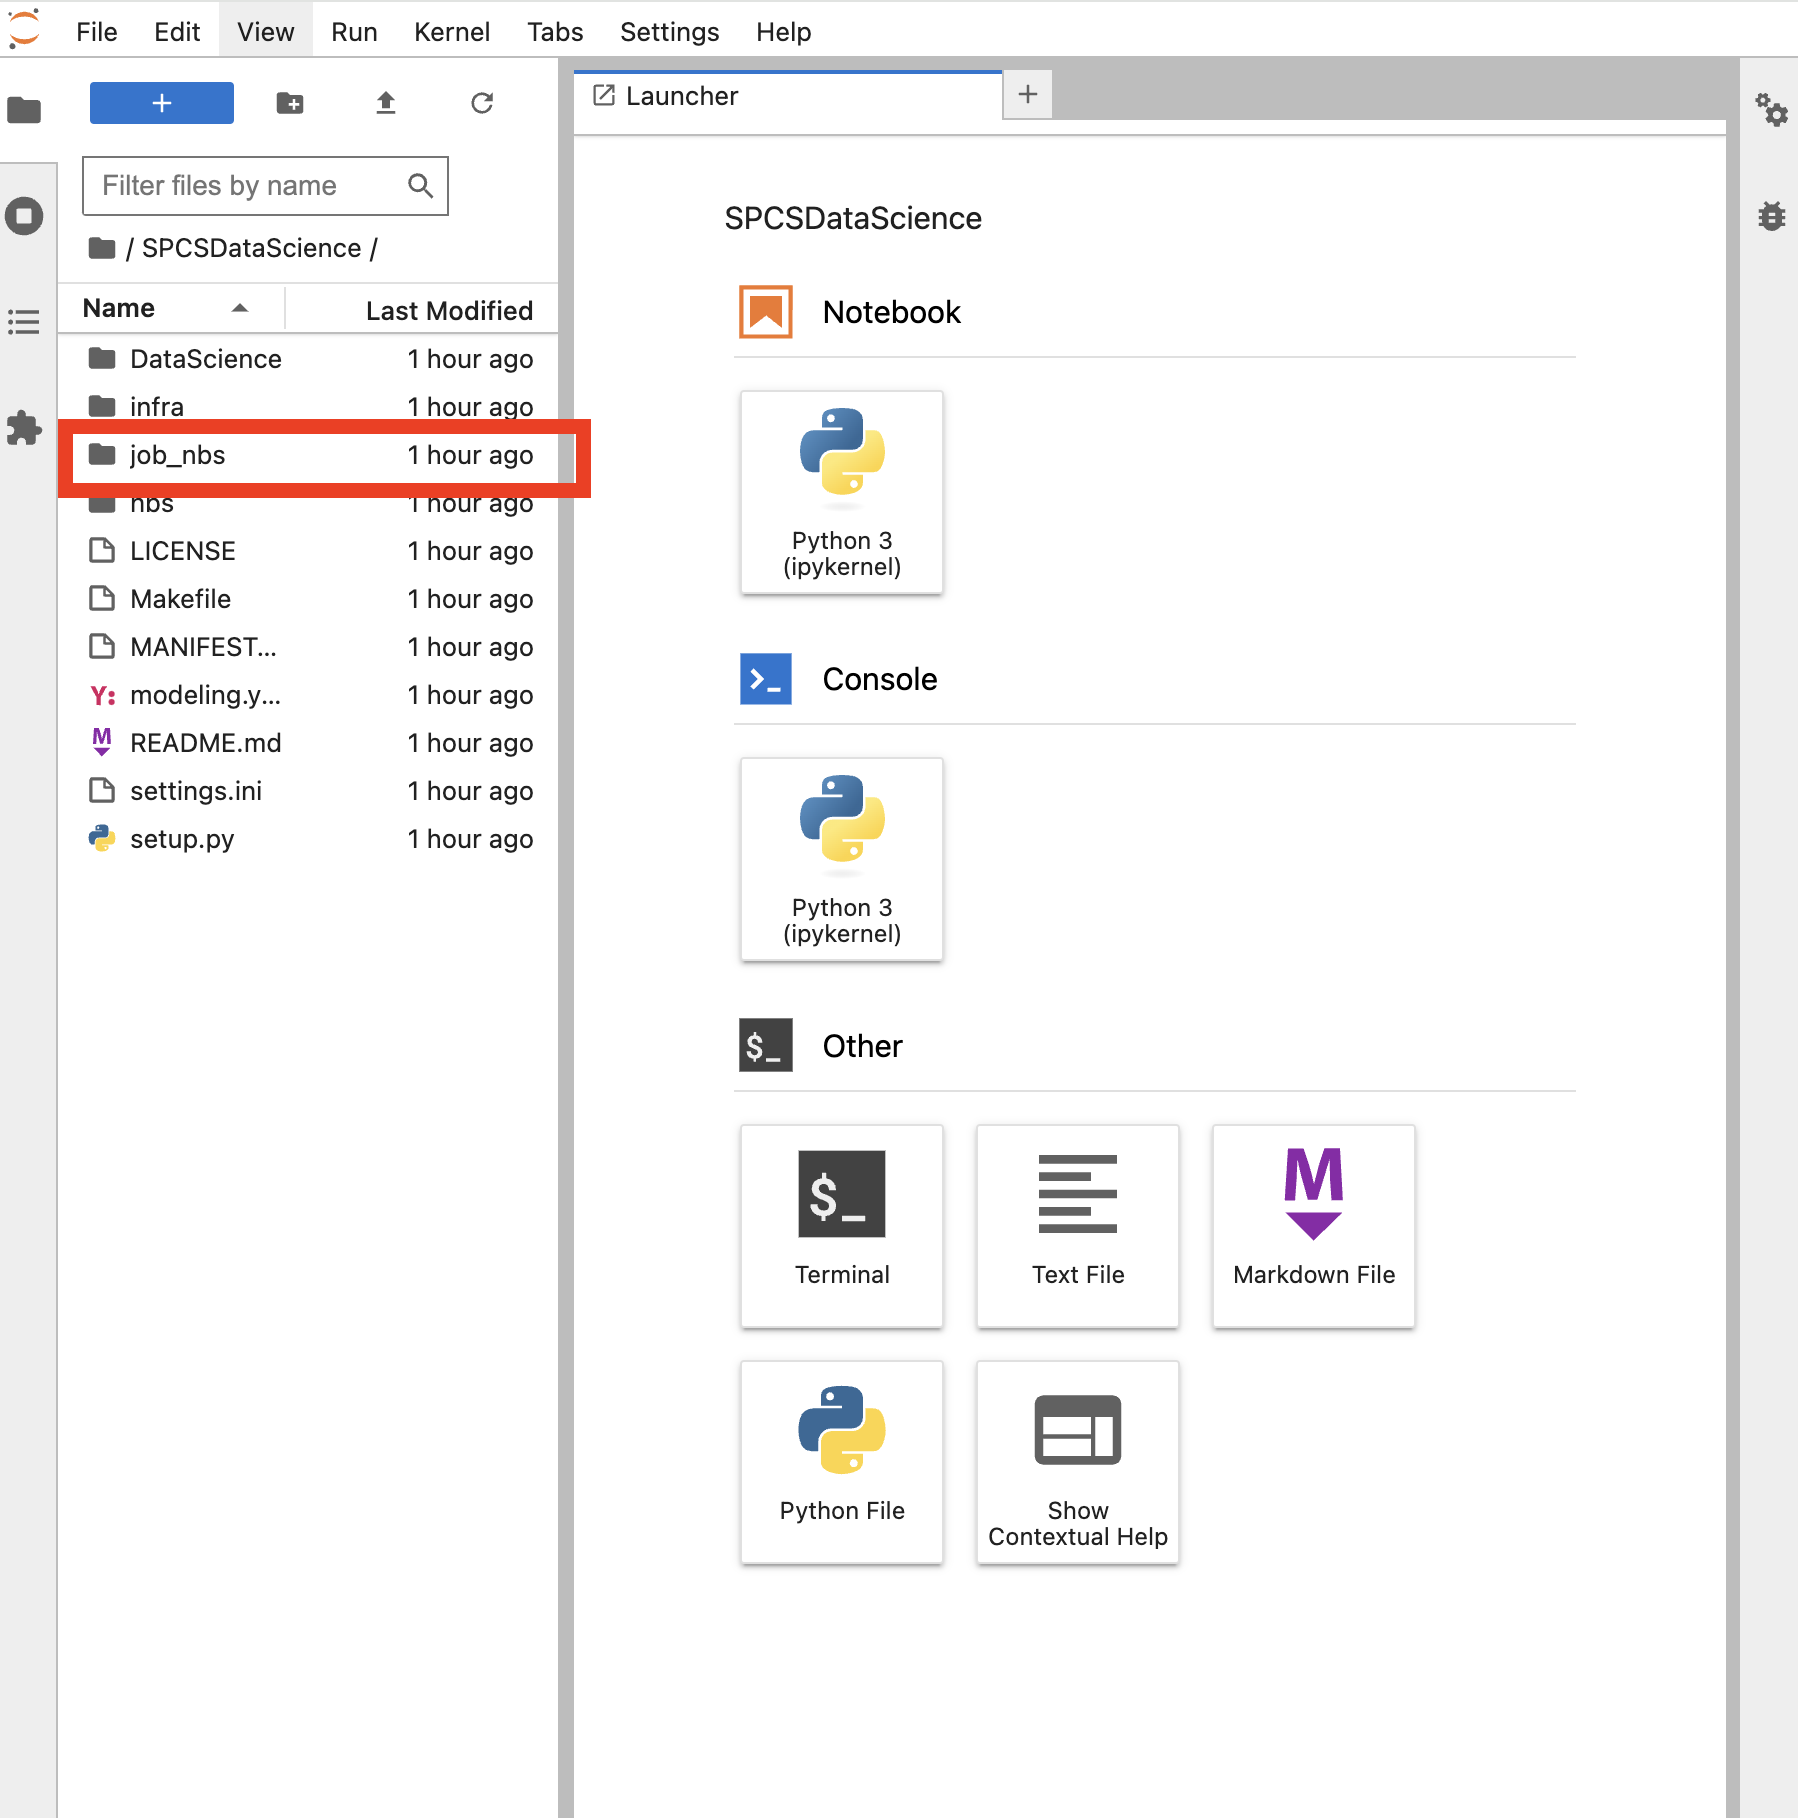 File Edit View Run Kernel Tabs Settings Help
Launcher
Filter files by name
/ SPCSDataScience /
Name Last Modified
DataScience 1 hour ago
infra 1 hour ago
job_nbs 1 hour ago
nbs 1 hour ago
LICENSE 1 hour ago
Makefile 1 hour ago
MANIFEST... 1 hour ago
Y: modeling.y... 1 hour ago
M README.md 1 hour ago
settings.ini 1 hour ago
setup.py 1 hour ago
SPCSDataScience
Notebook
Python 3
(ipykernel)
>_ Console
Python 3
(ipykernel)
$_ Other
$_
Terminal
Text File
M
Markdown File
Python File
Show
Contextual Help